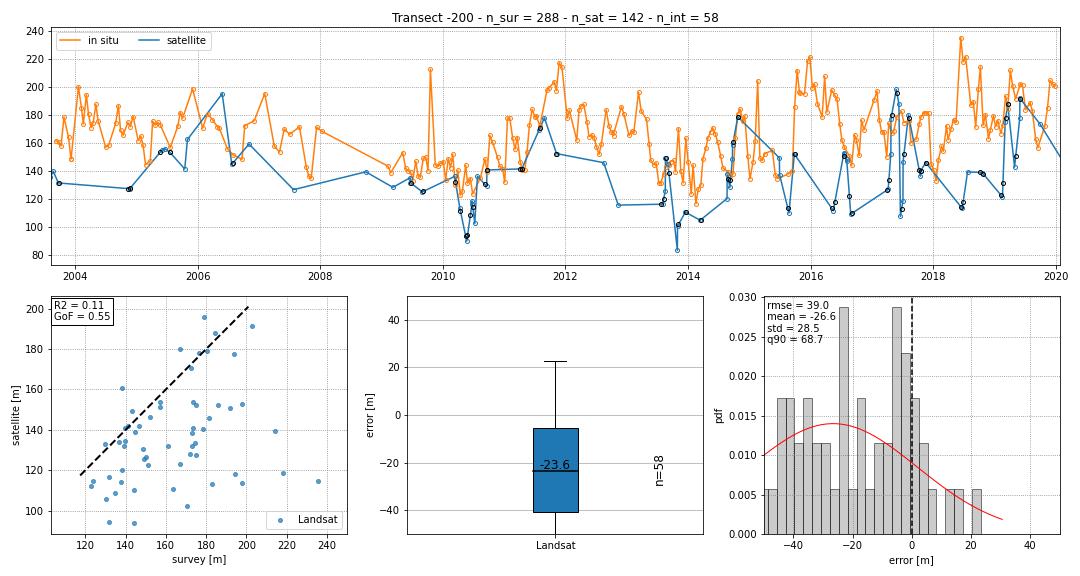 Transect -200 - n_sur = 288 - n_sat = 142 - n_int = 58
in situ
satellite
240
220
200
180
160
140
120
100
80
2004
2006
2008
2010
2012
2014
2016
2018
2020
R2 = 0.11
GoF = 0.55
200
180
160
140
120
100
satellite [m]
120
140
160
180
200
220
240
survey [m]
Landsat
40
20
0
−20
−40
error [m]
-23.6
n=58
Landsat
rmse = 39.0
mean = -26.6
std = 28.5
q90 = 68.7
0.030
0.025
0.020
0.015
0.010
0.005
0.000
pdf
−40
−20
0
20
40
error [m]